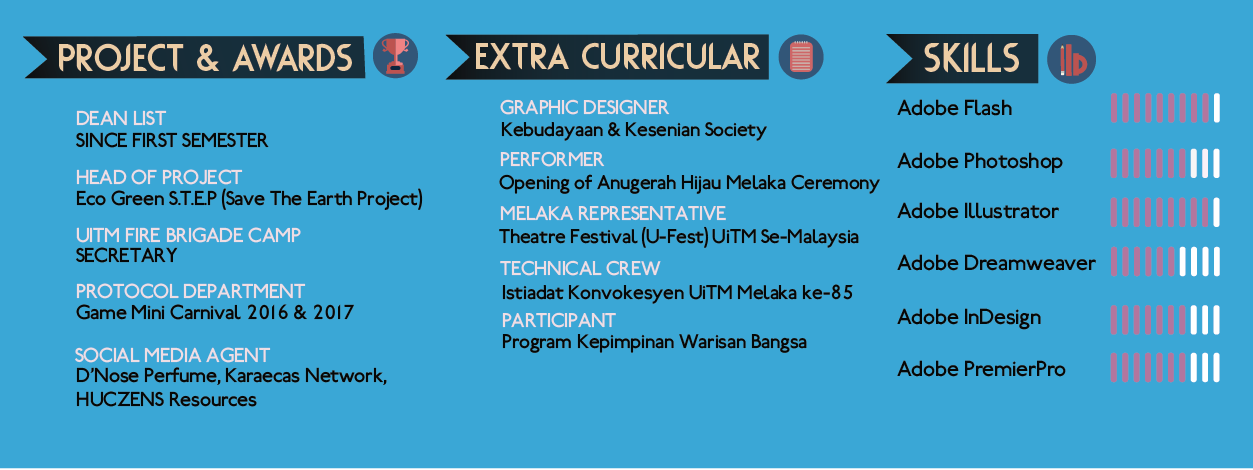 PROJECT & AWARDS
DEAN LIST
SINCE FIRST SEMESTER
HEAD OF PROJECT
Eco Green S.T.E.P (Save The Earth Project)
UITM FIRE BRIGADE CAMP
SECRETARY
PROTOCOL DEPARTMENT
Game Mini Carnival 2016 & 2017
SOCIAL MEDIA AGENT
D'Nose Perfume, Karaecas Network,
HUCZENS Resources
EXTRA CURRICULAR
GRAPHIC DESIGNER
Kebudayaan & Kesenian Society
PERFORMER
Opening of Anugerah Hijau Melaka Ceremony
MELAKA REPRESENTATIVE
Theatre Festival (U-Fest) UiTM Se-Malaysia
TECHNICAL CREW
Istiadat Konvokesyen UiTM Melaka ke-85
PARTICIPANT
Program Kepimpinan Warisan Bangsa
SKILLS
Adobe Flash
Adobe Photoshop
Adobe Illustrator
Adobe Dreamweaver
Adobe InDesign
Adobe PremierPro